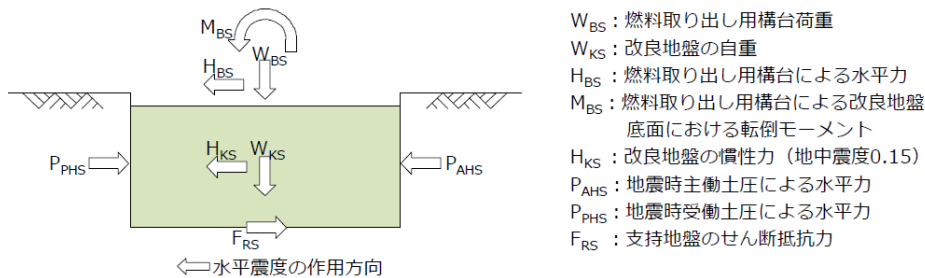 M_BS
W_BS
H_BS
H_KS
W_KS
P_PHS
P_AHS
F_RS
水平震度の作用方向
W_BS：燃料取り出し用構台荷重
W_KS：改良地盤の自重
H_BS：燃料取り出し用構台による水平力
M_BS：燃料取り出し用構台による改良地盤
底面における転倒モーメント
H_KS：改良地盤の慣性力（地中震度0.15）
P_AHS：地震時主働土圧による水平力
P_PHS：地震時受働土圧による水平力
F_RS：支持地盤のせん断抵抗力